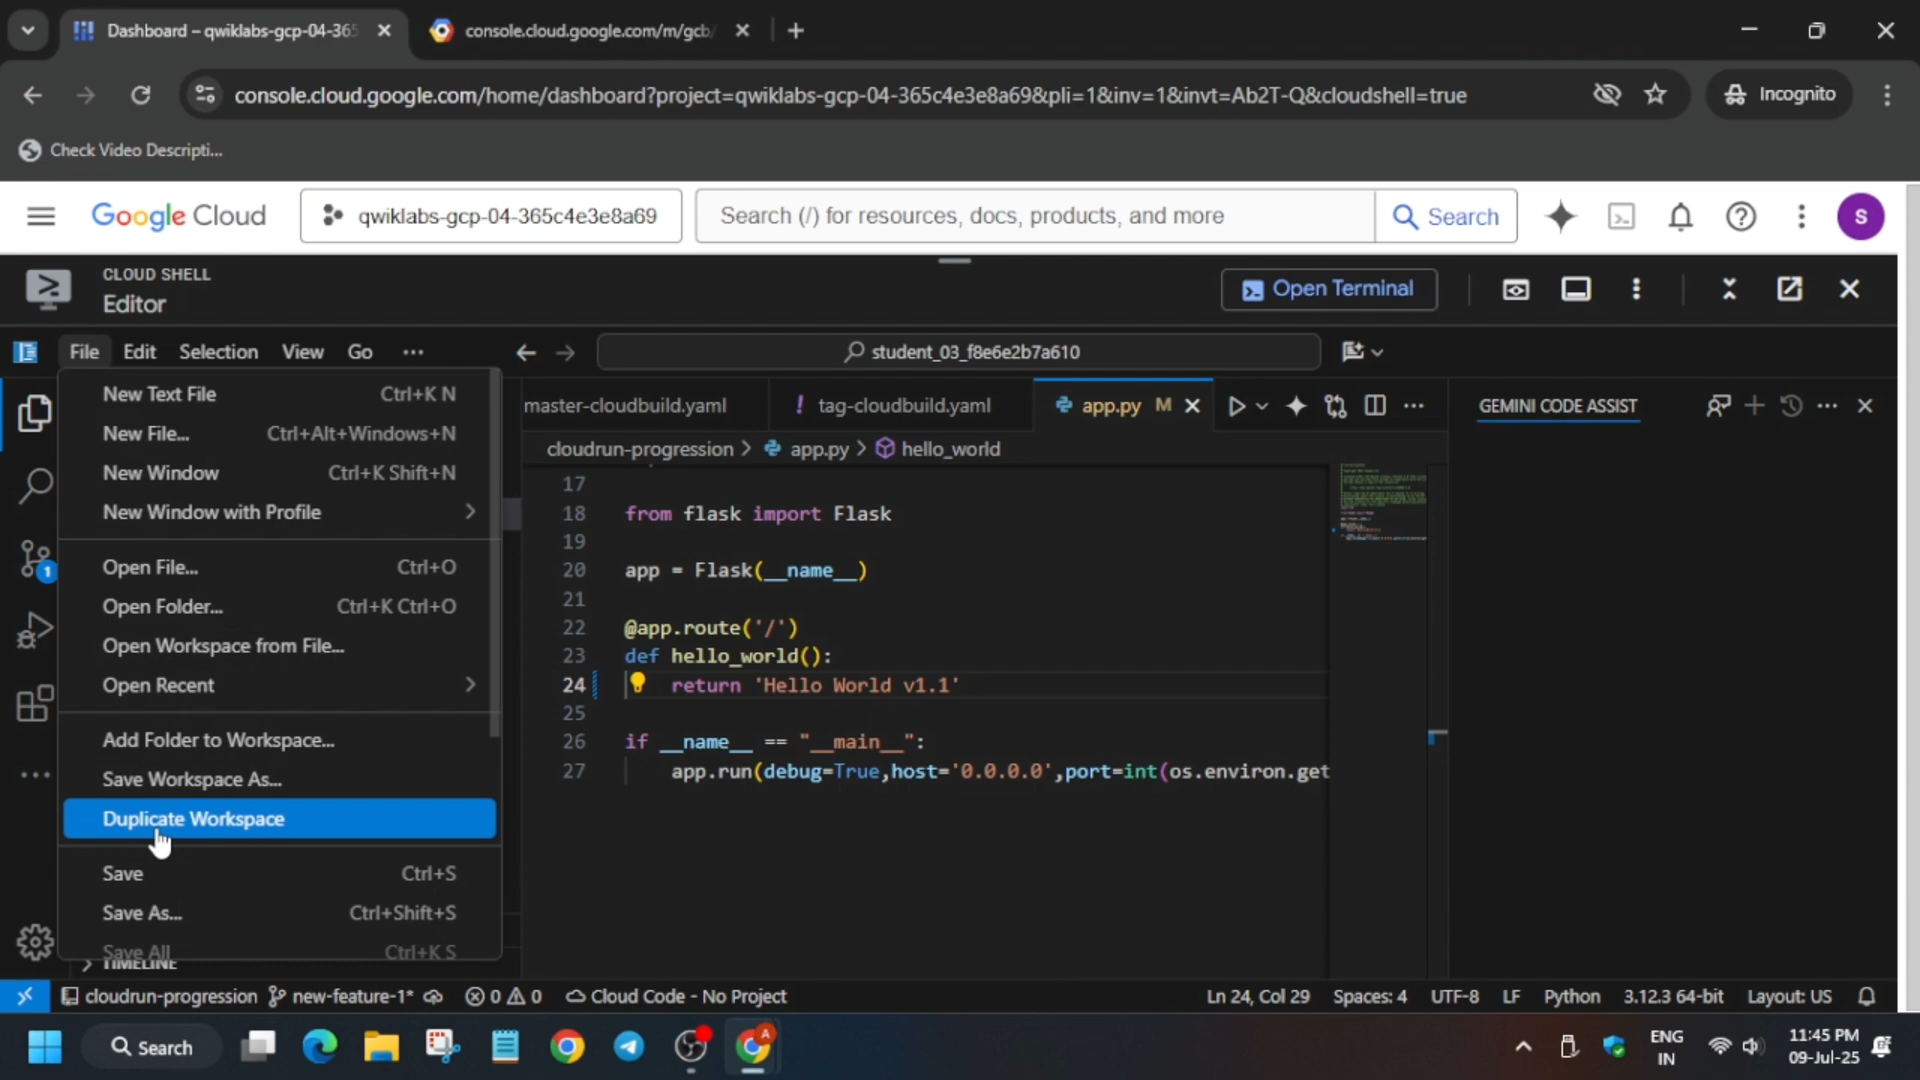 Dashboard – qwiklabs-gcp-04-365
console.cloud.google.com/m/gcb/
console.cloud.google.com/home/dashboard?project=qwiklabs-gcp-04-365c4e3e8a69&pli=1&inv=1&invt=Ab2T-Q&cloudshell=true
Incognito
Check Video Descripti...
Google Cloud
qwiklabs-gcp-04-365c4e3e8a69
Search (/) for resources, docs, products, and more
Search
S
CLOUD SHELL
Editor
Open Terminal
File Edit Selection View Go ...
student_03_f8e6e2b7a610
New Text File Ctrl+K N
New File... Ctrl+Alt+Windows+N
New Window Ctrl+K Shift+N
New Window with Profile
Open File... Ctrl+O
Open Folder... Ctrl+K Ctrl+O
Open Workspace from File...
Open Recent
Add Folder to Workspace...
Save Workspace As...
Duplicate Workspace
Save Ctrl+S
Save As... Ctrl+Shift+S
Save All Ctrl+K S
TIMELINE
1
master-cloudbuild.yaml
! tag-cloudbuild.yaml
app.py M
cloudrun-progression > app.py > hello_world
17
18 from flask import Flask
19
20 app = Flask(__name__)
21
22 @app.route('/')
23 def hello_world():
24 return 'Hello World v1.1'
25
26 if __name__ == "__main__":
27 app.run(debug=True,host='0.0.0.0',port=int(os.environ.get
GEMINI CODE ASSIST
cloudrun-progression new-feature-1* 0 0 Cloud Code - No Project
Ln 24, Col 29 Spaces: 4 UTF-8 LF Python 3.12.3 64-bit Layout: US
Search
A
ENG
IN
11:45 PM
09-Jul-25